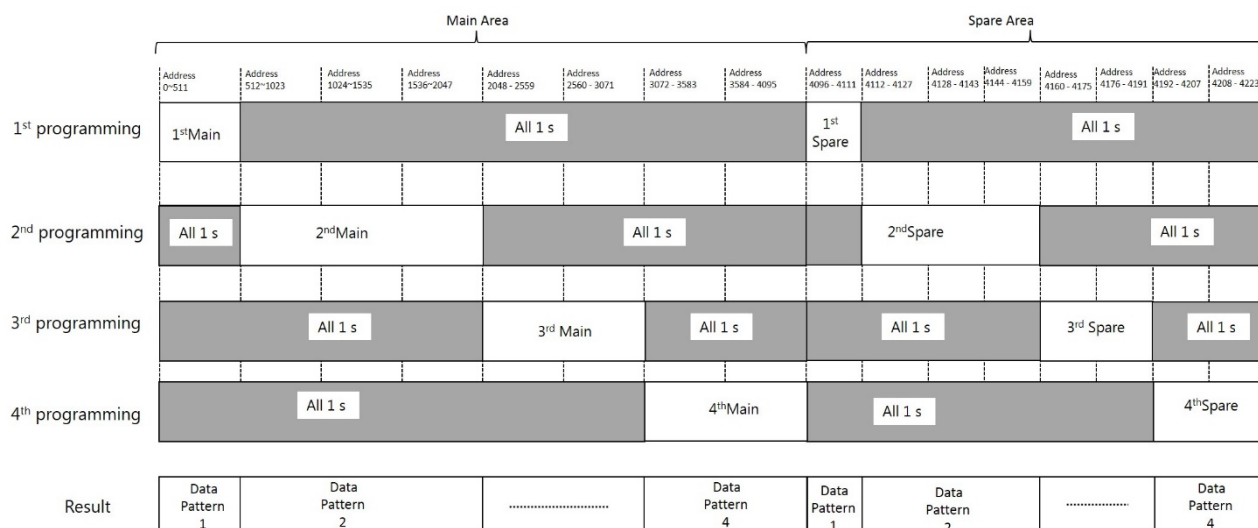 Main Area Spare Area
Address Address Address Address Address Address Address Address Address Address Address Address Address Address Address Address
0~511 512~1023 1024~1535 1536~2047 2048 - 2559 2560 - 3071 3072 - 3583 3584 - 4095 4096 - 4111 4112 - 4127 4128 - 4143 4144 - 4159 4160 - 4175 4176 - 4191 4192 - 4207 4208 - 4223
1st programming 1stMain All 1 s 1st Spare All 1 s
2nd programming All 1 s 2ndMain All 1 s 2ndSpare All 1 s
3rd programming All 1 s 3rd Main All 1 s All 1 s 3rd Spare All 1 s
4th programming All 1 s 4thMain All 1 s 4thSpare
Result Data Pattern 1 Data Pattern 2 .................... Data Pattern 4 Data Pattern 1 Data Pattern 2 ............ Data Pattern 4